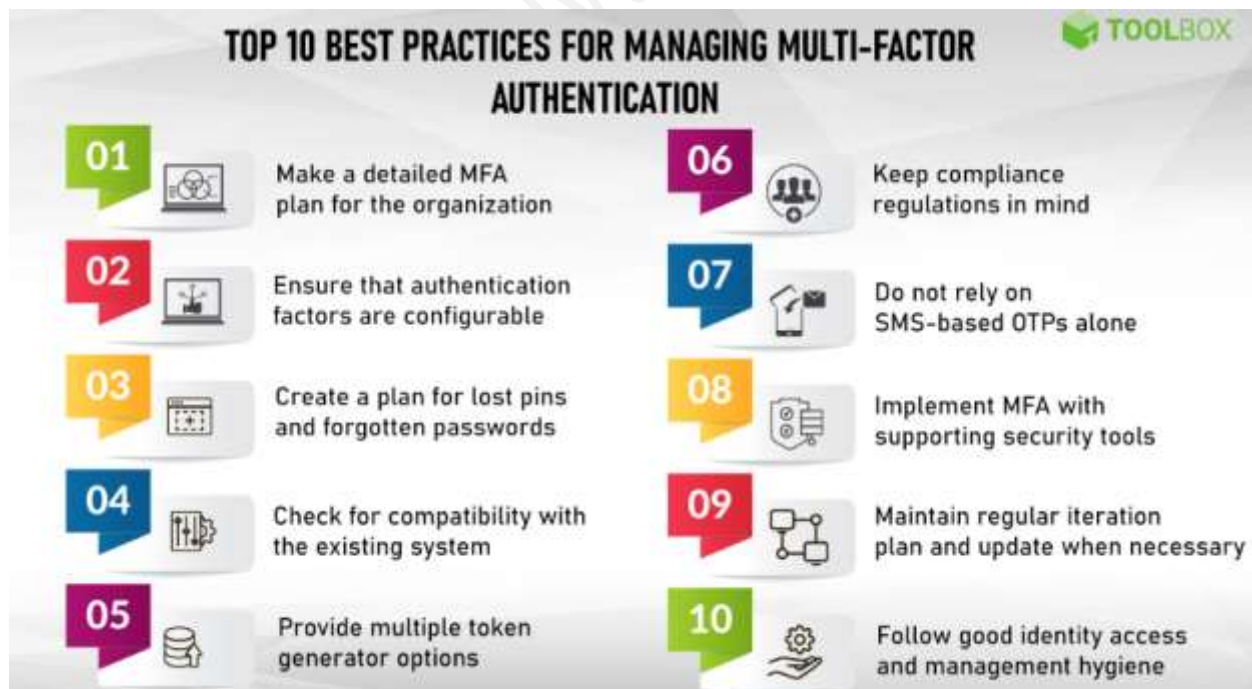 TOOLBOX
TOP 10 BEST PRACTICES FOR MANAGING MULTI-FACTOR
AUTHENTICATION
01
Make a detailed MFA
plan for the organization
02
Ensure that authentication
factors are configurable
03
Create a plan for lost pins
and forgotten passwords
04
Check for compatibility with
the existing system
05
Provide multiple token
generator options
06
Keep compliance
regulations in mind
07
Do not rely on
SMS-based OTPs alone
08
Implement MFA with
supporting security tools
09
Maintain regular iteration
plan and update when necessary
10
Follow good identity access
and management hygiene